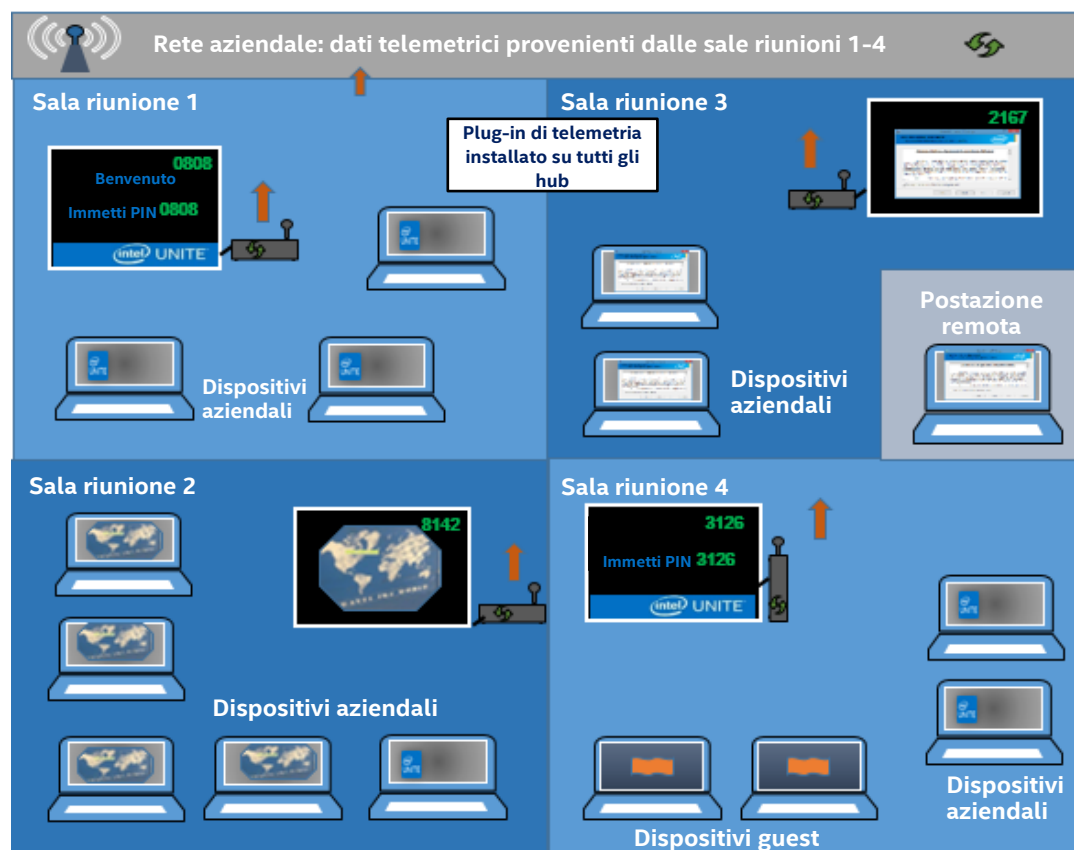 Rete aziendale: dati telemetrici provenienti dalle sale riunioni 1-4
Sala riunione 1
0808
Benvenuto
Immetti PIN 0808
intel UNITE
Plug-in di telemetria
installato su tutti gli
hub
Dispositivi
aziendali
Sala riunione 3
2167
Dispositivi
aziendali
Postazione
remota
Sala riunione 2
8142
Dispositivi aziendali
Sala riunione 4
3126
Immetti PIN 3126
intel UNITE
Dispositivi guest
Dispositivi
aziendali